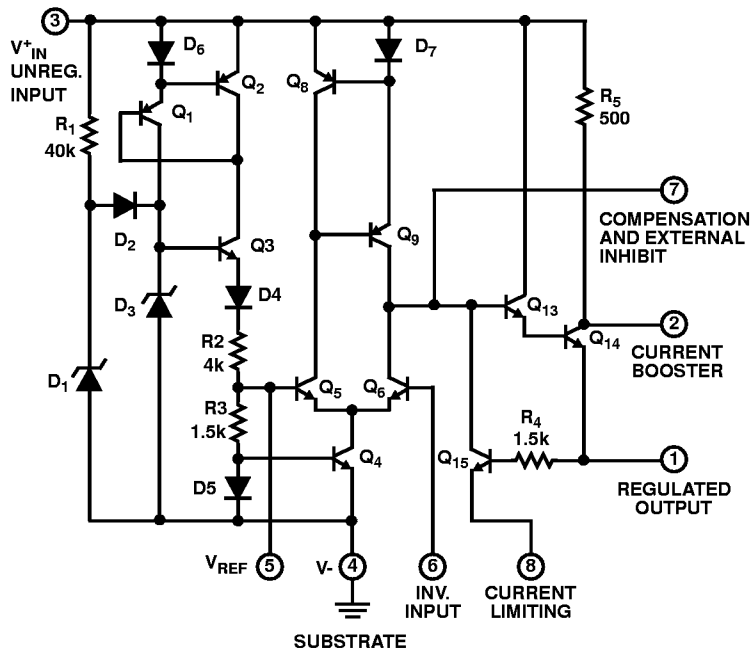 3
V+IN
UNREG.
INPUT
D6
D7
Q1
Q2
Q8
R1
40k
R5
500
7
COMPENSATION
AND EXTERNAL
INHIBIT
D2
Q3
Q9
D3
D4
Q13
2
CURRENT
BOOSTER
Q14
R2
4k
D1
Q5
Q6
R3
1.5k
R4
1.5k
Q4
Q15
1
REGULATED
OUTPUT
D5
VREF
5
V-
4
6
INV.
INPUT
8
CURRENT
LIMITING
SUBSTRATE